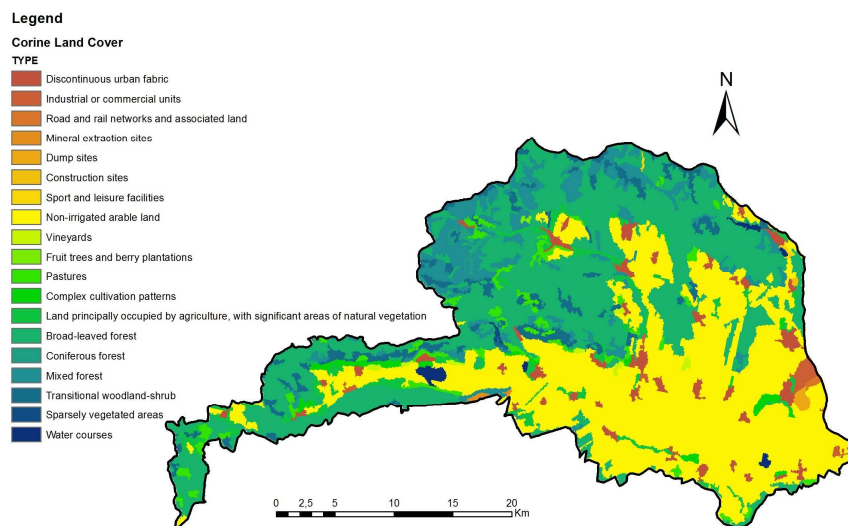 Legend
Corine Land Cover
TYPE
Discontinuous urban fabric
Industrial or commercial units
Road and rail networks and associated land
Mineral extraction sites
Dump sites
Construction sites
Sport and leisure facilities
Non-irrigated arable land
Vineyards
Fruit trees and berry plantations
Pastures
Complex cultivation patterns
Land principally occupied by agriculture, with significant areas of natural vegetation
Broad-leaved forest
Coniferous forest
Mixed forest
Transitional woodland-shrub
Sparsely vegetated areas
Water courses
N
0 2,5 5 10 15 20
Km